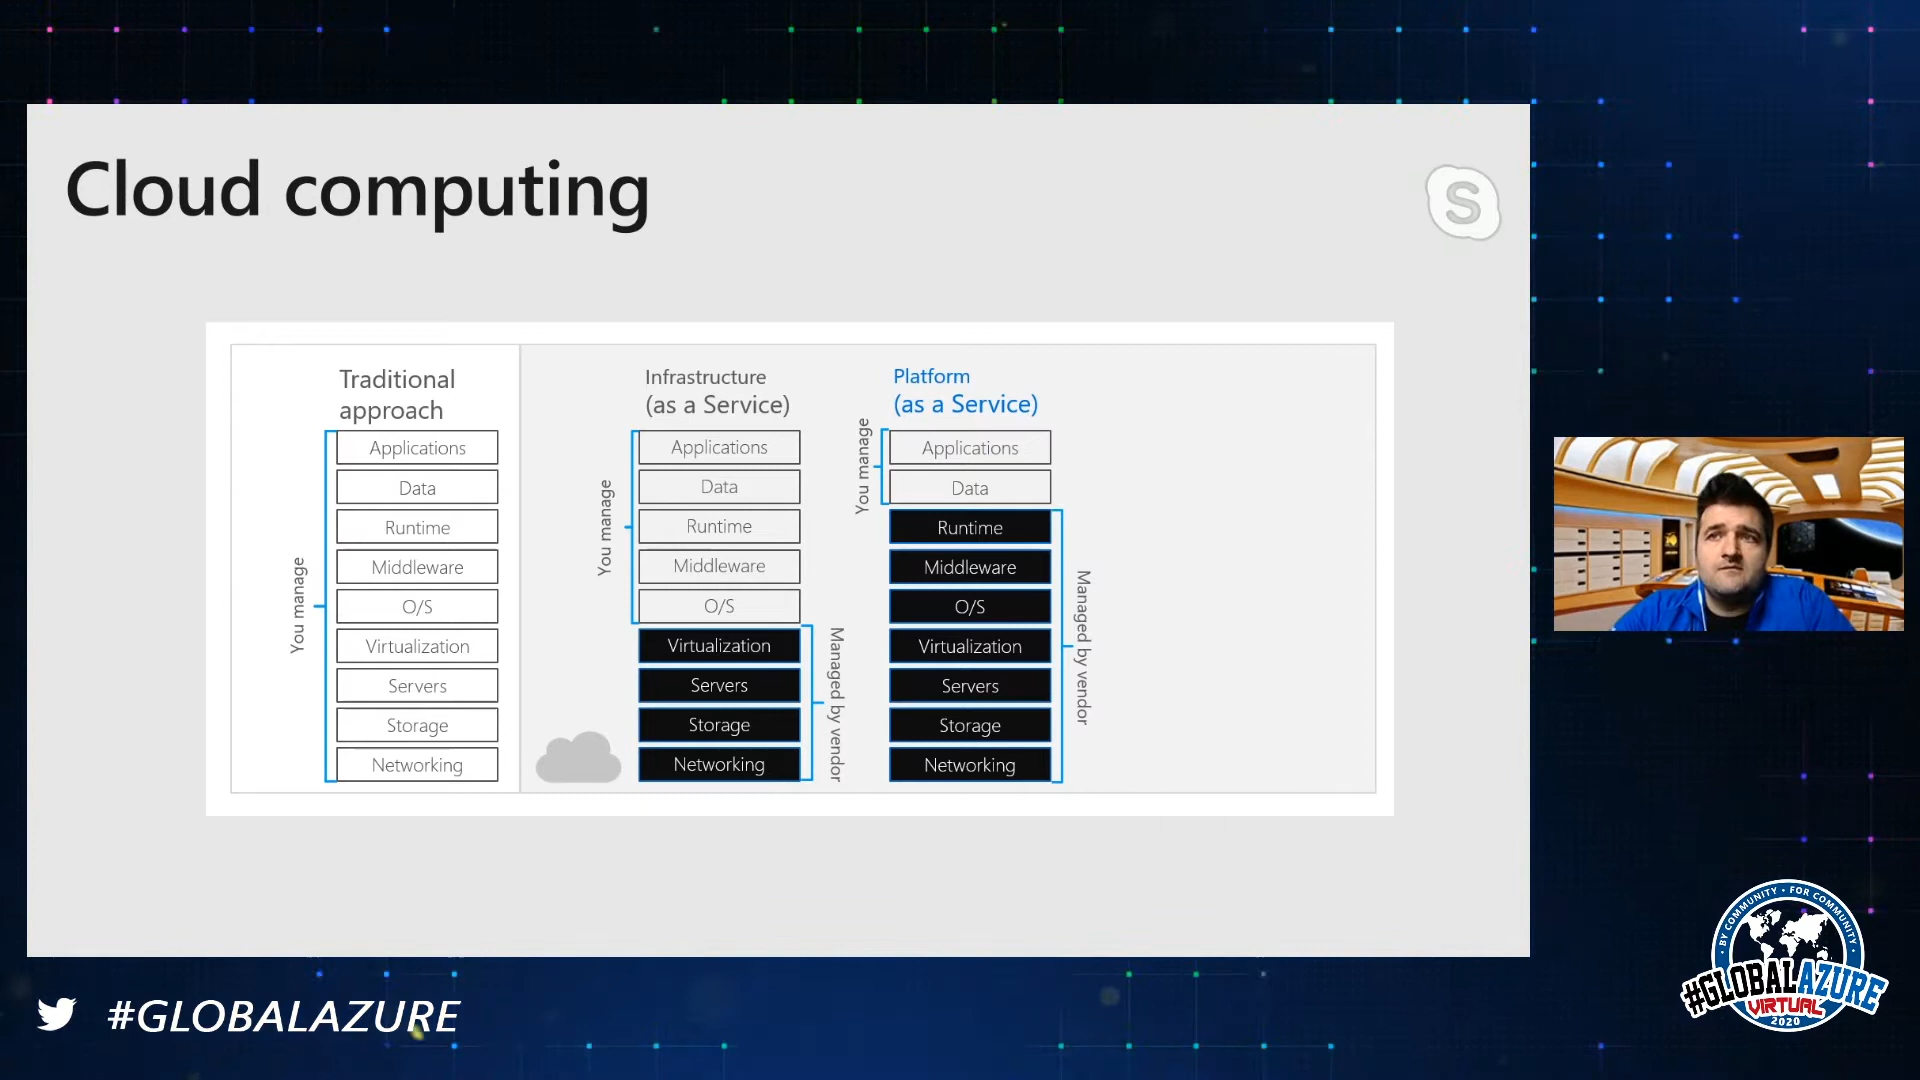 Cloud computing
S
Traditional
approach
You manage
Applications
Data
Runtime
Middleware
O/S
Virtualization
Servers
Storage
Networking
Infrastructure
(as a Service)
You manage
Applications
Data
Runtime
Middleware
O/S
Virtualization
Servers
Storage
Networking
Managed by vendor
Platform
(as a Service)
You manage
Applications
Data
Runtime
Middleware
O/S
Virtualization
Servers
Storage
Networking
Managed by vendor
#GLOBALAZURE
BY COMMUNITY • FOR COMMUNITY
#GLOBALAZURE
VIRTUAL
2020